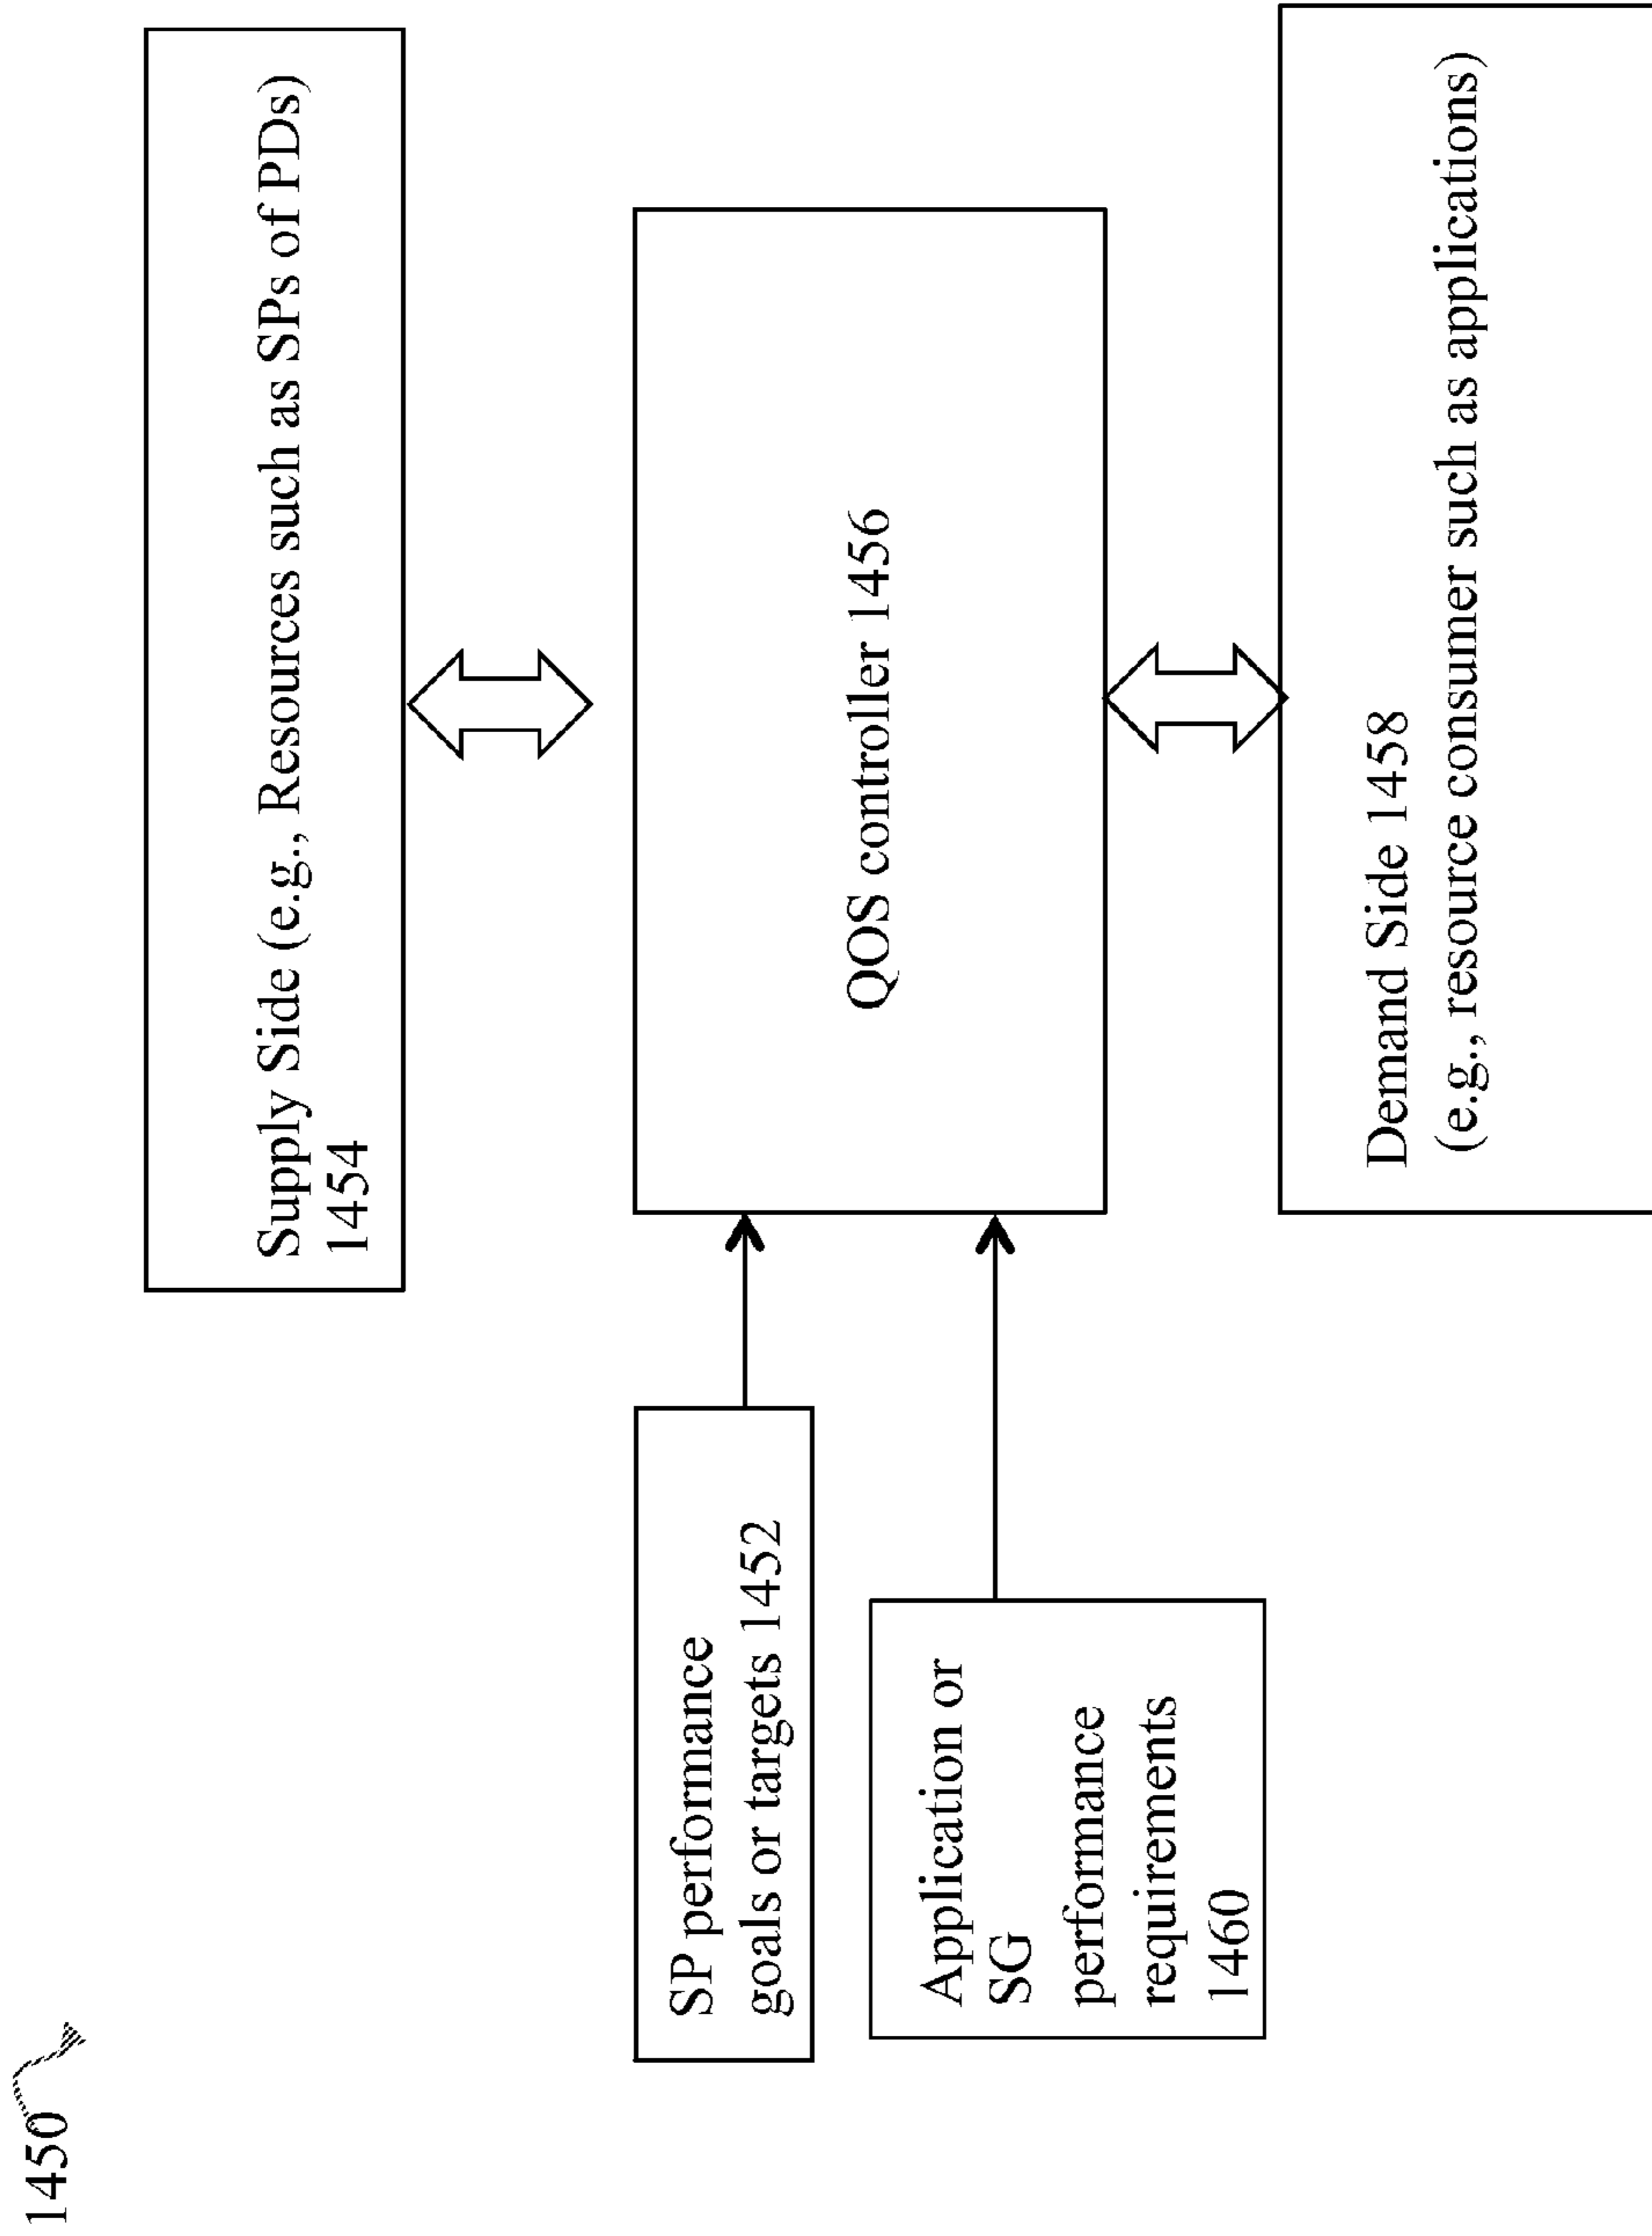 1450
Supply Side (e.g., Resources such as SPs of PDs)
1454
SP performance
goals or targets 1452
QOS controller 1456
Application or
SG
performance
requirements
1460
Demand Side 1458
(e.g., resource consumer such as applications)